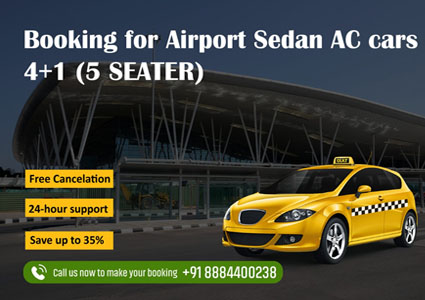 Booking for Airport Sedan AC cars
4+1 (5 SEATER)
TAXI
Free Cancelation
24-hour support
Save up to 35%
Call us now to make your booking +91 8884400238